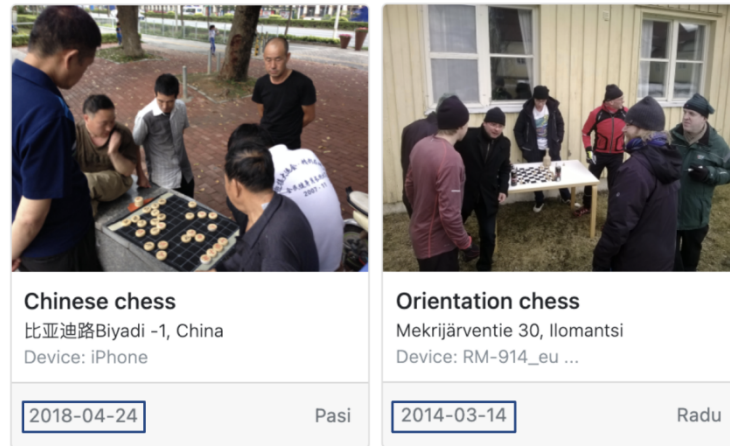 Chinese chess
比亚迪路Biyadi -1, China
Device: iPhone
2018-04-24
Pasi
Orientation chess
Mekrijärventie 30, Ilomantsi
Device: RM-914_eu ...
2014-03-14
Radu